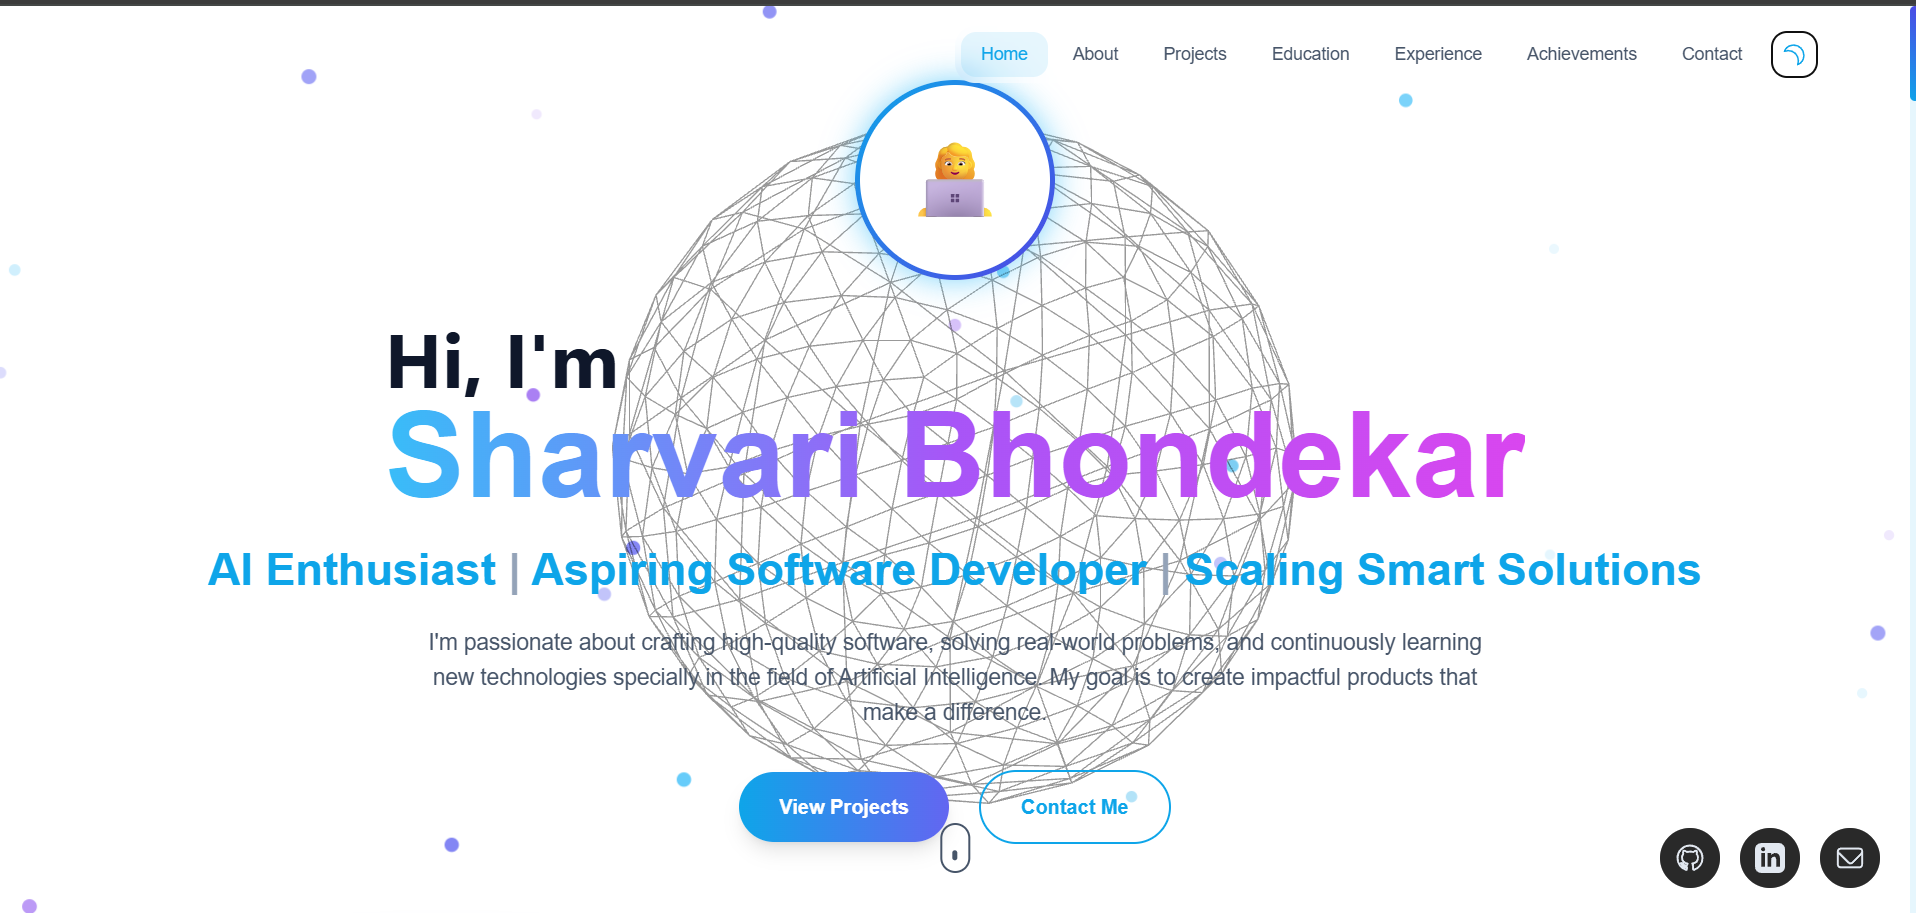 Home About Projects Education Experience Achievements Contact
Hi, I'm
Sharvari Bhondekar
AI Enthusiast | Aspiring Software Developer | Scaling Smart Solutions
I'm passionate about crafting high-quality software, solving real-world problems, and continuously learning
new technologies specially in the field of Artificial Intelligence. My goal is to create impactful products that
make a difference.
View Projects Contact Me
in